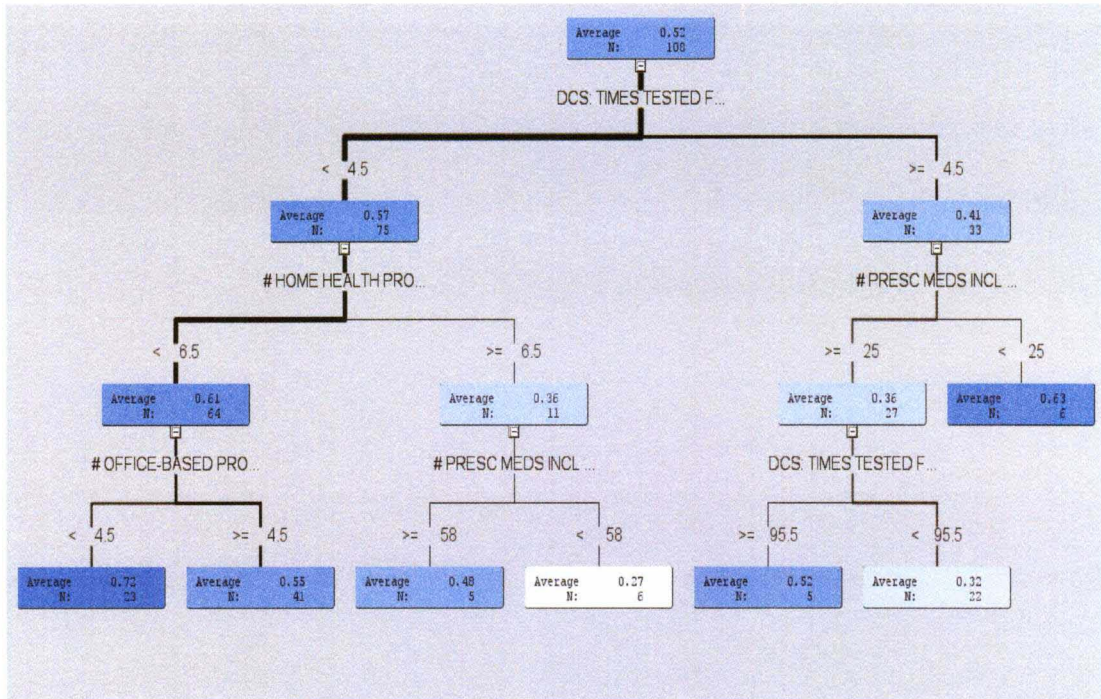 Average 0.52
N: 108
DCS: TIMES TESTED F...
< 4.5
>= 4.5
Average 0.57
N: 75
Average 0.41
N: 33
# HOME HEALTH PRO...
# PRESC MEDS INCL ...
< 6.5
>= 6.5
>= 25
< 25
Average 0.61
N: 64
Average 0.36
N: 11
Average 0.36
N: 27
Average 0.63
N: 6
# OFFICE-BASED PRO...
# PRESC MEDS INCL ...
DCS: TIMES TESTED F...
< 4.5
>= 4.5
>= 58
< 58
>= 95.5
< 95.5
Average 0.72
N: 23
Average 0.55
N: 41
Average 0.48
N: 5
Average 0.27
N: 6
Average 0.52
N: 5
Average 0.32
N: 22